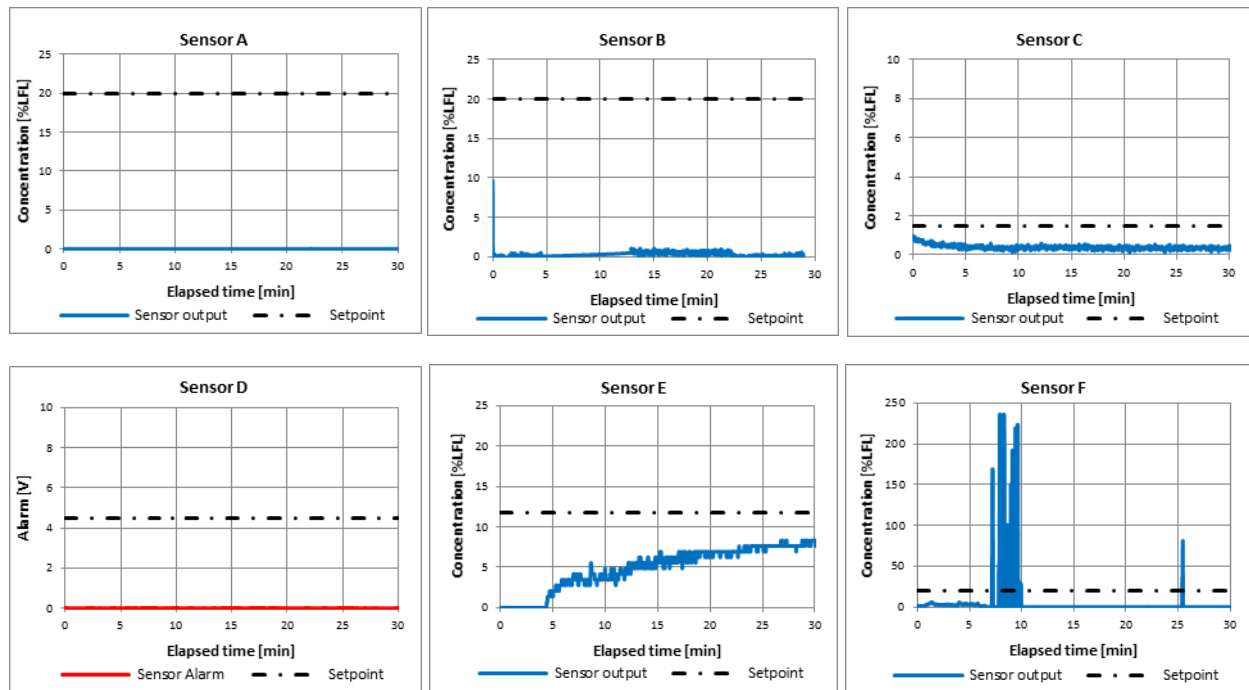 Sensor A
Concentration [%LFL]
25
20
15
10
5
0
0 5 10 15 20 25 30
Elapsed time [min]
Sensor output Setpoint
Sensor B
Concentration [%LFL]
25
20
15
10
5
0
0 5 10 15 20 25 30
Elapsed time [min]
Sensor output Setpoint
Sensor C
Concentration [%LFL]
10
8
6
4
2
0
0 5 10 15 20 25 30
Elapsed time [min]
Sensor output Setpoint
Sensor D
Alarm [V]
10
8
6
4
2
0
0 5 10 15 20 25 30
Elapsed time [min]
Sensor Alarm Setpoint
Sensor E
Concentration [%LFL]
25
20
15
10
5
0
0 5 10 15 20 25 30
Elapsed time [min]
Sensor output Setpoint
Sensor F
Concentration [%LFL]
250
200
150
100
50
0
0 5 10 15 20 25 30
Elapsed time [min]
Sensor output Setpoint